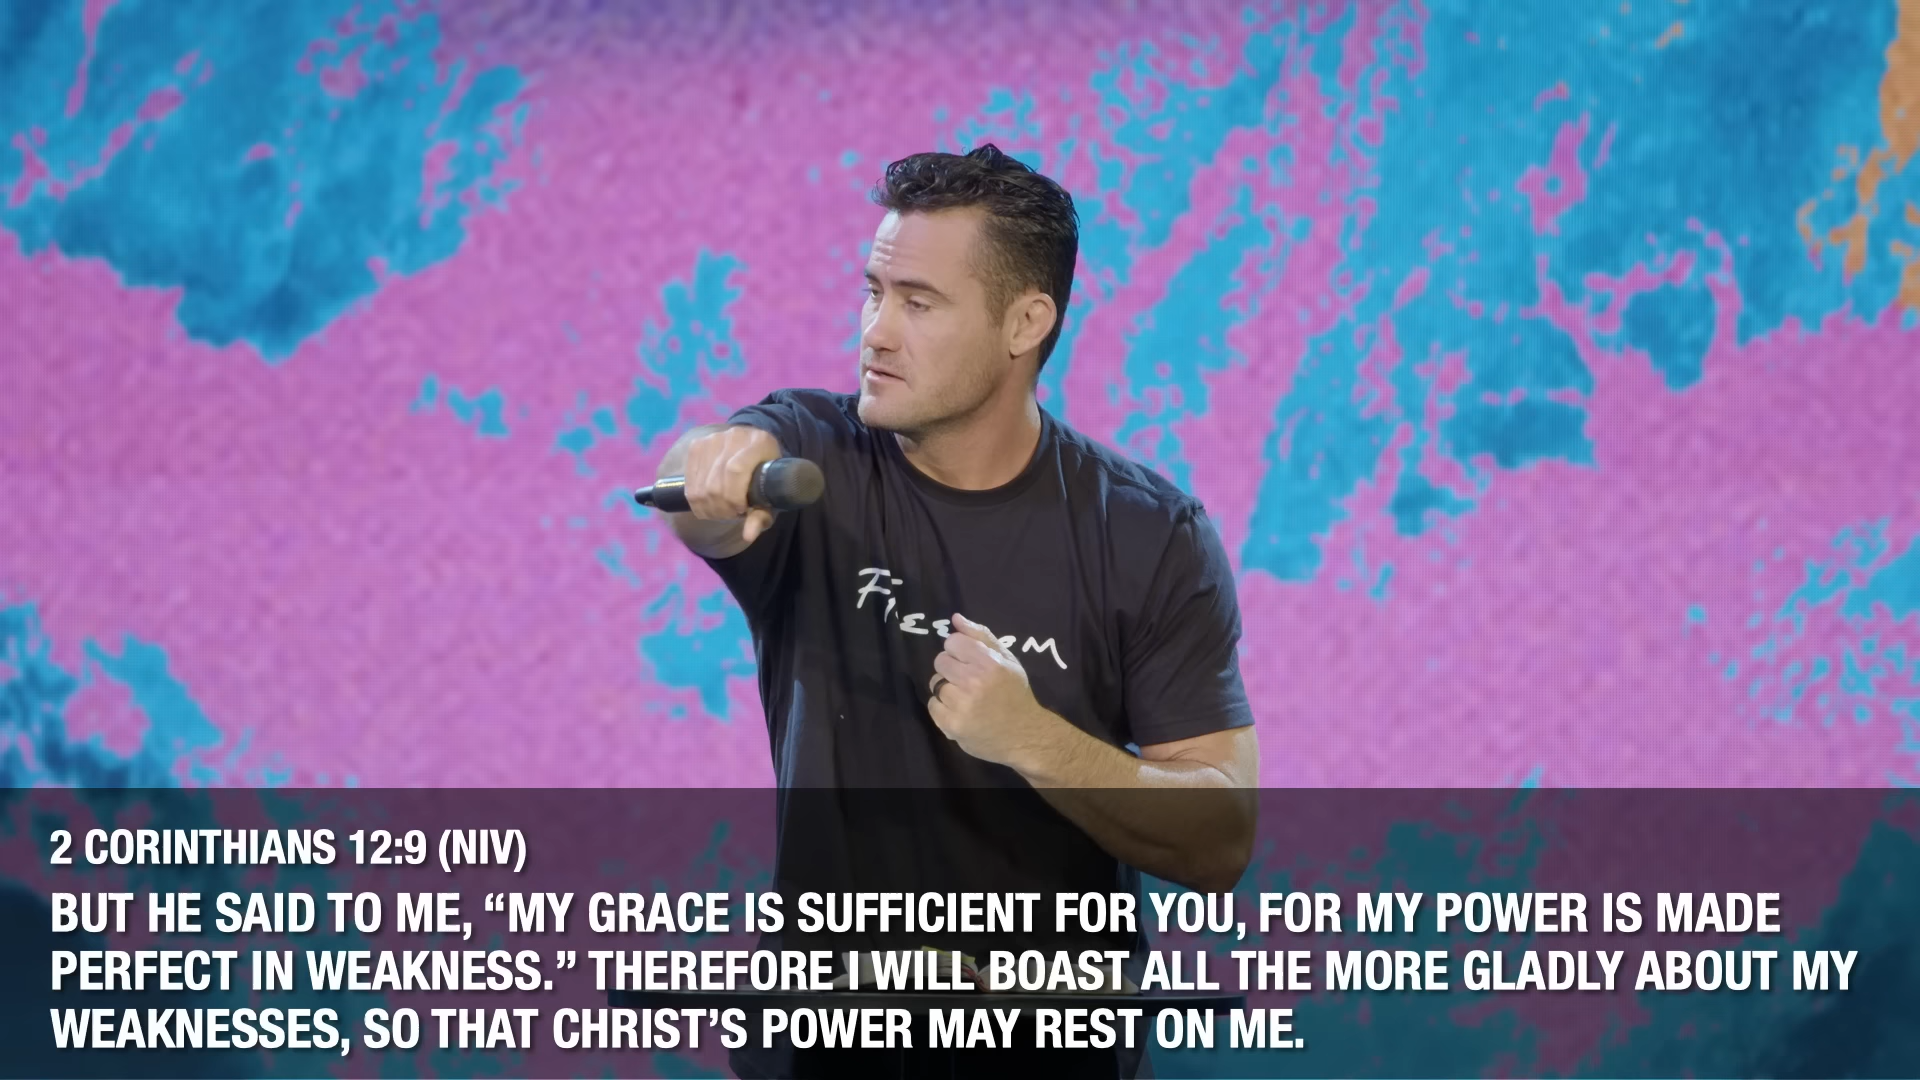 Freedom
2 CORINTHIANS 12:9 (NIV)
BUT HE SAID TO ME, “MY GRACE IS SUFFICIENT FOR YOU, FOR MY POWER IS MADE
PERFECT IN WEAKNESS.” THEREFORE I WILL BOAST ALL THE MORE GLADLY ABOUT MY
WEAKNESSES, SO THAT CHRIST’S POWER MAY REST ON ME.